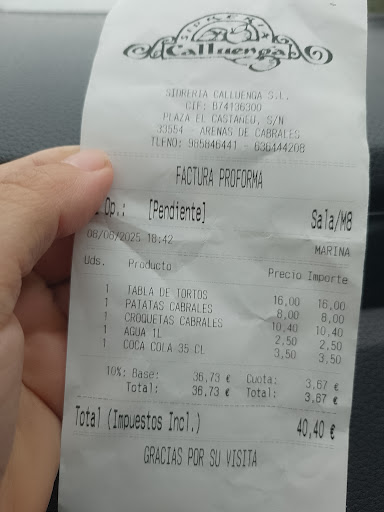 SIDRERIA
Calluenga
SIDRERIA CALLUENGA S.L.
CIF: B74136300
PLAZA EL CASTAÑEU, S/N
33554 - ARENAS DE CABRALES
TLFNO: 985846441 - 636444208
FACTURA PROFORMA
Op.: [Pendiente] Sala/M8
08/06/2025 16:42 MARINA
Uds. Producto Precio Importe
1 TABLA DE TORTOS 16,00 16,00
1 PATATAS CABRALES 8,00 8,00
1 CROQUETAS CABRALES 10,40 10,40
1 AGUA 1L 2,50 2,50
1 COCA COLA 35 CL 3,50 3,50
10%: Base: 36,73 € Cuota: 3,67 €
Total: 36,73 € Total: 3,67 €
Total (Impuestos Incl.) 40,40 €
GRACIAS POR SU VISITA